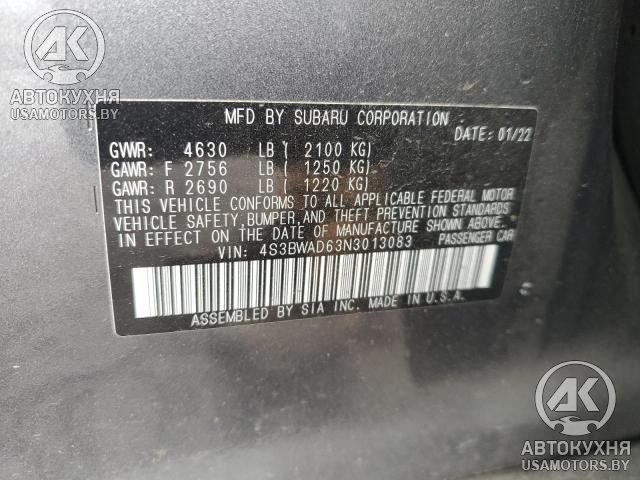 AK
АВТОКУХНЯ
USAMOTORS.BY
MFD BY SUBARU CORPORATION
DATE: 01/22
GVWR: 4630 LB ( 2100 KG)
GAWR: F 2756 LB ( 1250 KG)
GAWR: R 2690 LB ( 1220 KG)
THIS VEHICLE CONFORMS TO ALL APPLICABLE FEDERAL MOTOR
VEHICLE SAFETY, BUMPER, AND THEFT PREVENTION STANDARDS
IN EFFECT ON THE DATE OF MANUFACTURE SHOWN ABOVE.
VIN: 4S3BWAD63N3013083 PASSENGER CAR
ASSEMBLED BY SIA INC. MADE IN U.S.A.
AK
АВТОКУХНЯ
USAMOTORS.BY